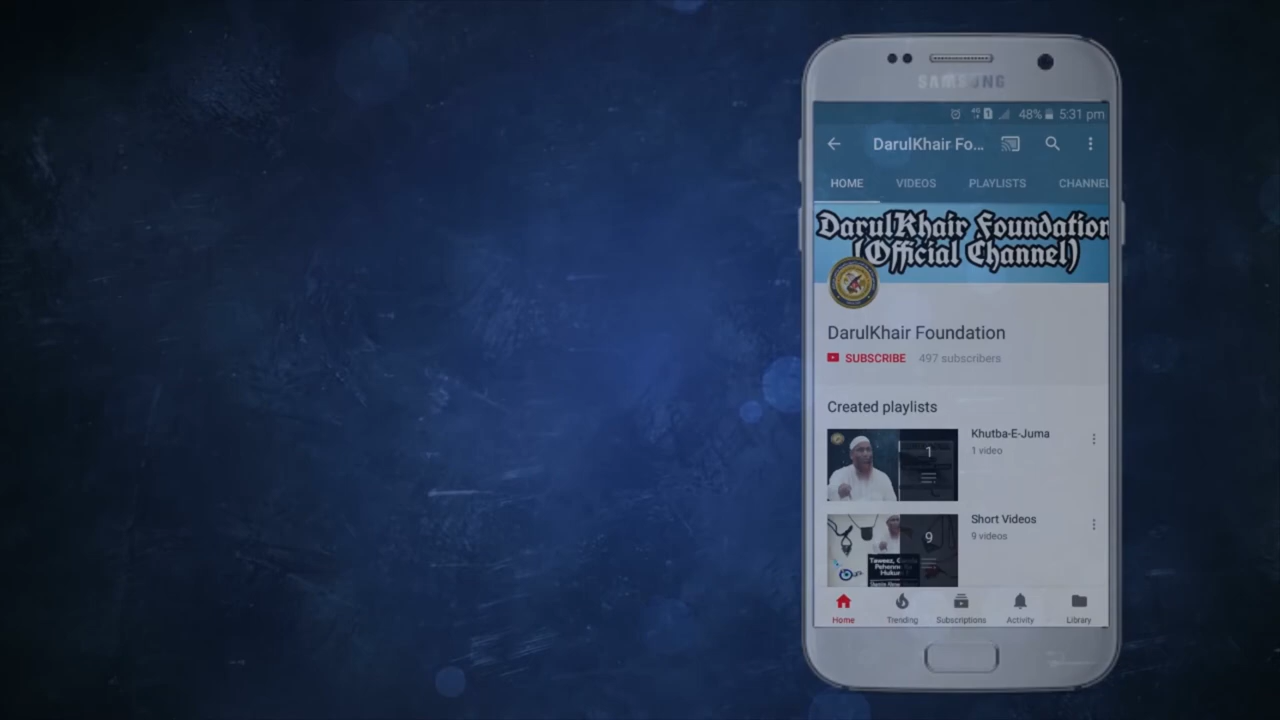 SAMSUNG
48% 5:31 pm
DarulKhair Fo...
HOME VIDEOS PLAYLISTS CHANNEL
DarulKhair Foundation
(Official Channel)
DarulKhair Foundation
SUBSCRIBE 497 subscribers
Created playlists
1
Khutba-E-Juma
1 video
9
Short Videos
9 videos
Taweez,
Home Trending Subscriptions Activity Library